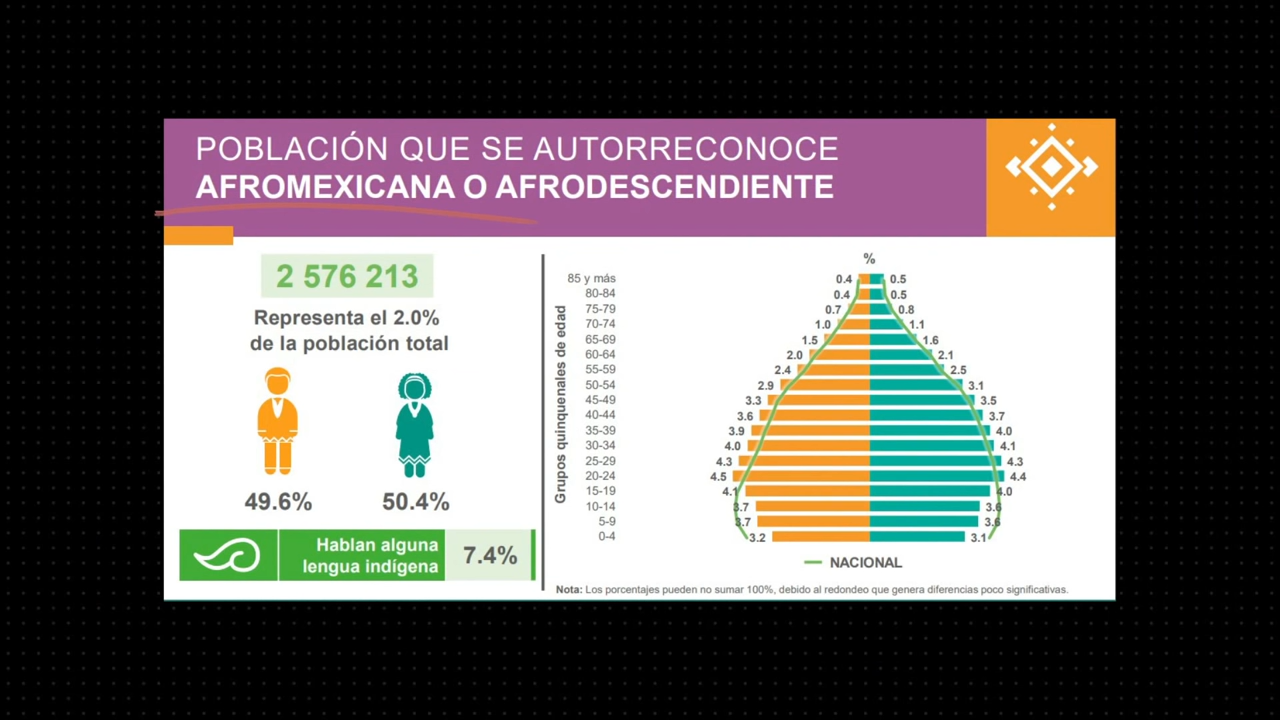 POBLACIÓN QUE SE AUTORRECONOCE
AFROMEXICANA O AFRODESCENDIENTE
2 576 213
Representa el 2.0%
de la población total
49.6% 50.4%
Hablan alguna
lengua indígena
7.4%
Grupos quinquenales de edad
%
85 y más 0.4 0.5
80-84 0.4 0.5
75-79 0.7 0.8
70-74 1.0 1.1
65-69 1.5 1.6
60-64 2.0 2.1
55-59 2.4 2.5
50-54 2.9 3.1
45-49 3.3 3.5
40-44 3.6 3.7
35-39 3.9 4.0
30-34 4.0 4.1
25-29 4.3 4.3
20-24 4.5 4.4
15-19 4.1 4.0
10-14 3.7 3.6
5-9 3.7 3.6
0-4 3.2 3.1
NACIONAL
Nota: Los porcentajes pueden no sumar 100%, debido al redondeo que genera diferencias poco significativas.